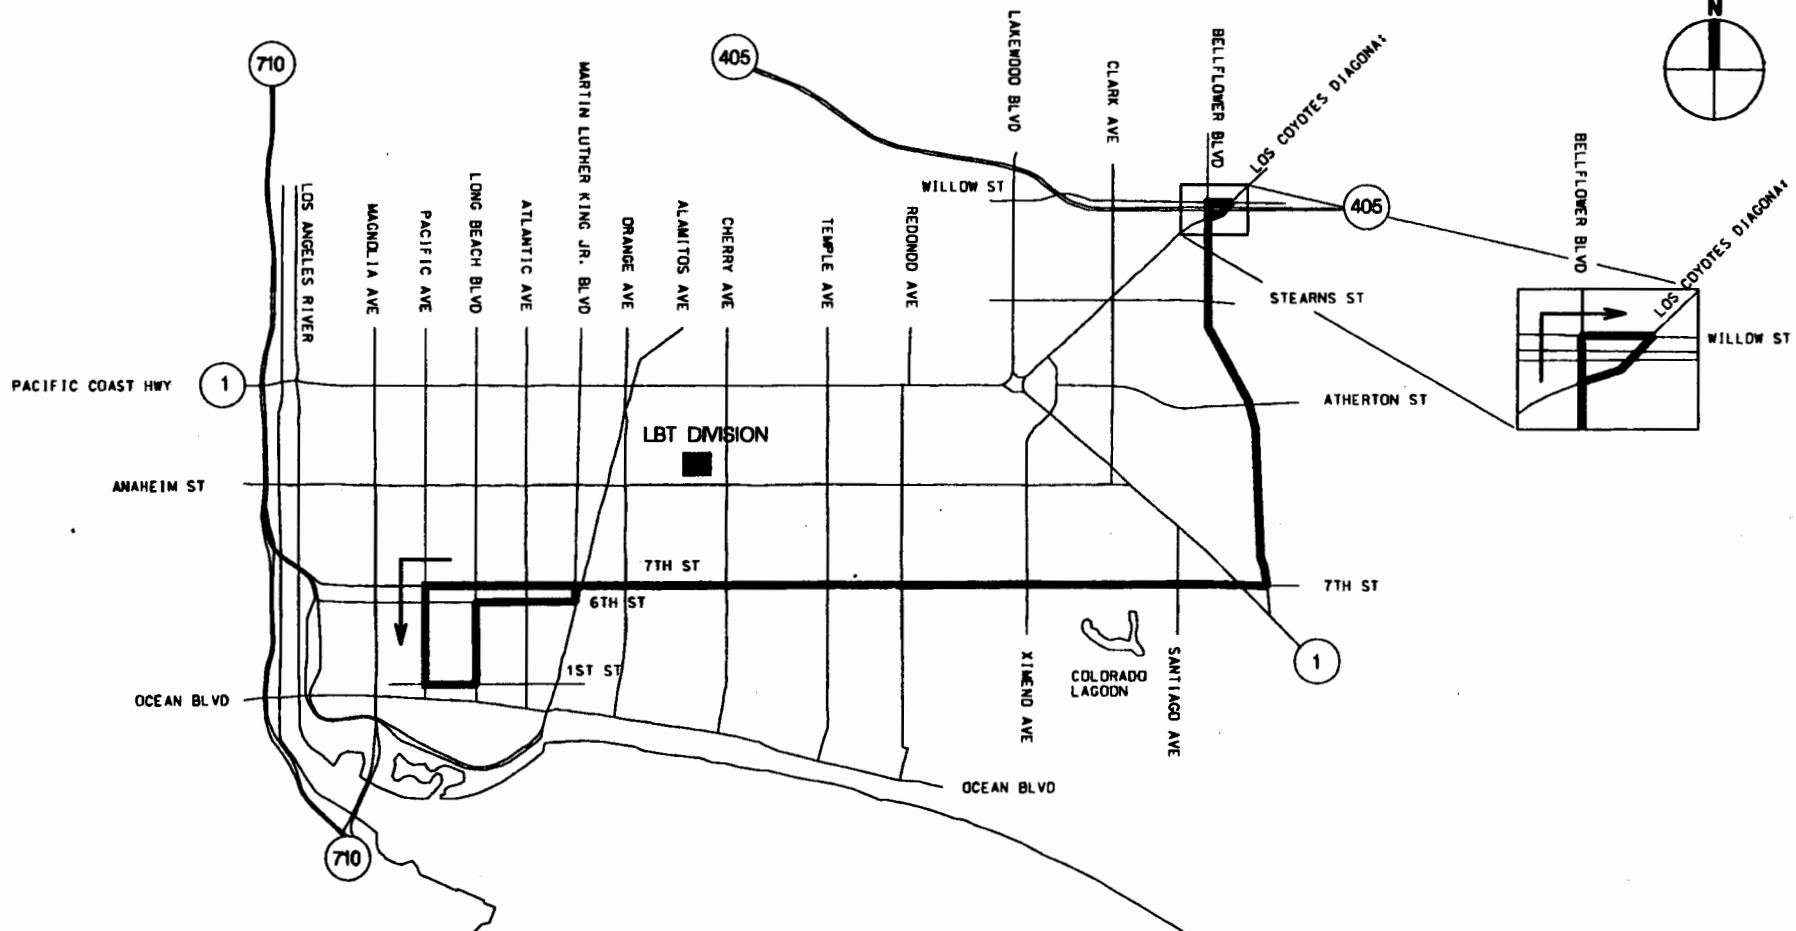 N
710
405
LAKEWOOD BLVD
CLARK AVE
BELLFLOWER BLVD
LOS COYOTES DIAGONA:
MARTIN LUTHER KING JR. BLVD
BELLFLOWER BLVD
LOS COYOTES DIAGONA:
WILLOW ST
405
LOS ANGELES RIVER
MAGNOLIA AVE
PACIFIC AVE
LONG BEACH BLVD
ATLANTIC AVE
ORANGE AVE
ALAMITOS AVE
CHERRY AVE
TEMPLE AVE
REDONDO AVE
STEARNS ST
WILLOW ST
PACIFIC COAST HWY
1
ATHERTON ST
LBT DIVISION
ANAHEIM ST
7TH ST
7TH ST
6TH ST
1ST ST
XIMENO AVE
COLORADO
LAGOON
SANTIAGO AVE
1
OCEAN BLVD
OCEAN BLVD
710